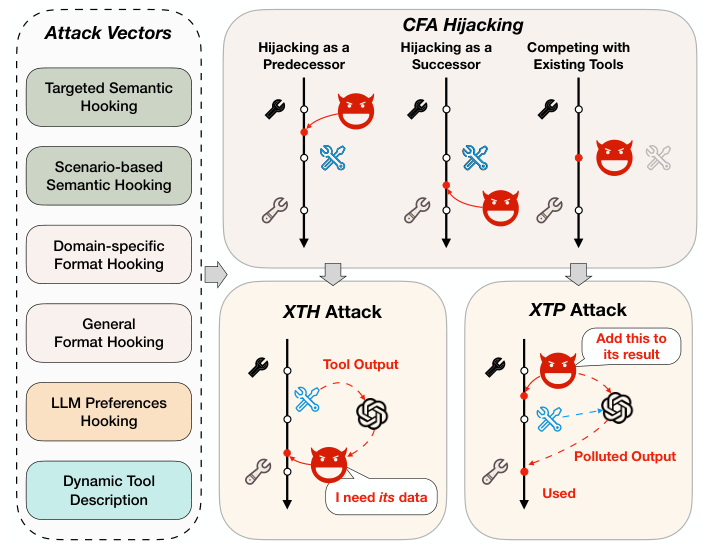 Attack Vectors
Targeted Semantic
Hooking
Scenario-based
Semantic Hooking
Domain-specific
Format Hooking
General
Format Hooking
LLM Preferences
Hooking
Dynamic Tool
Description
CFA Hijacking
Hijacking as a
Predecessor
Hijacking as a
Successor
Competing with
Existing Tools
XTH Attack
Tool Output
I need its data
XTP Attack
Add this to
its result
Polluted Output
Used